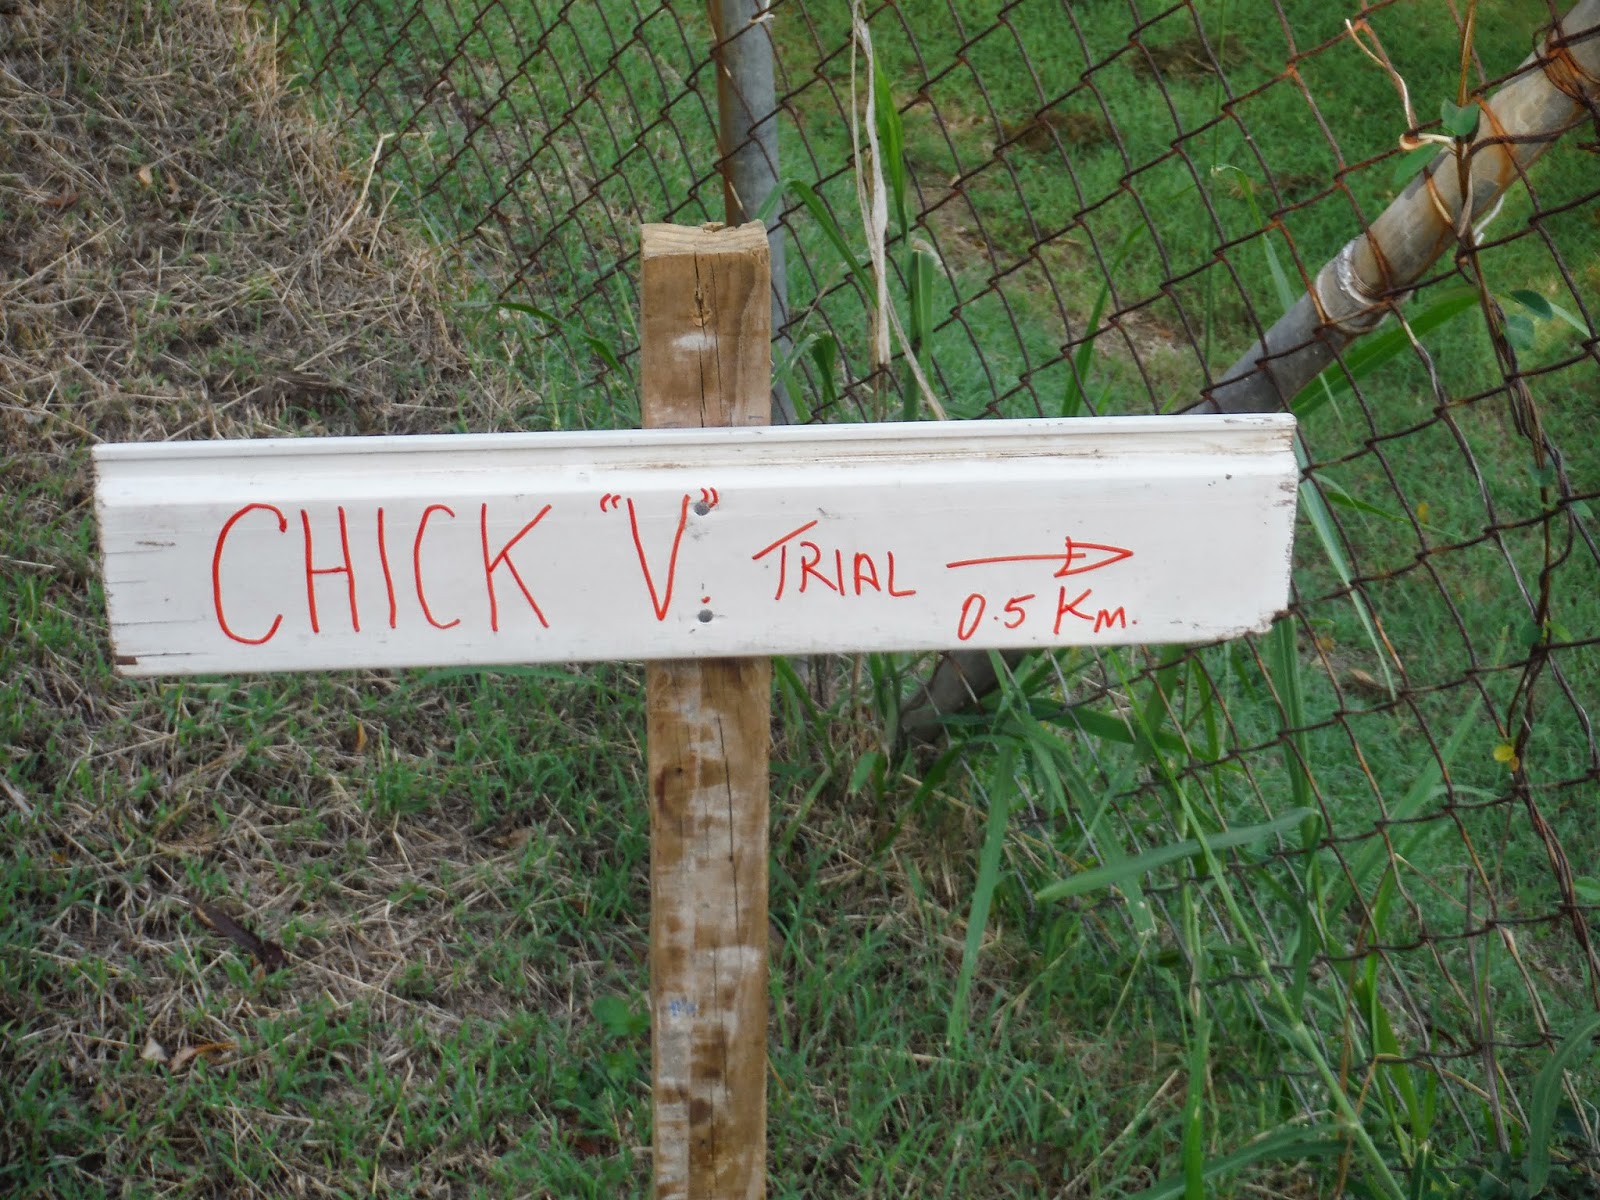 CHICK "V." TRIAL →
0.5 Km.